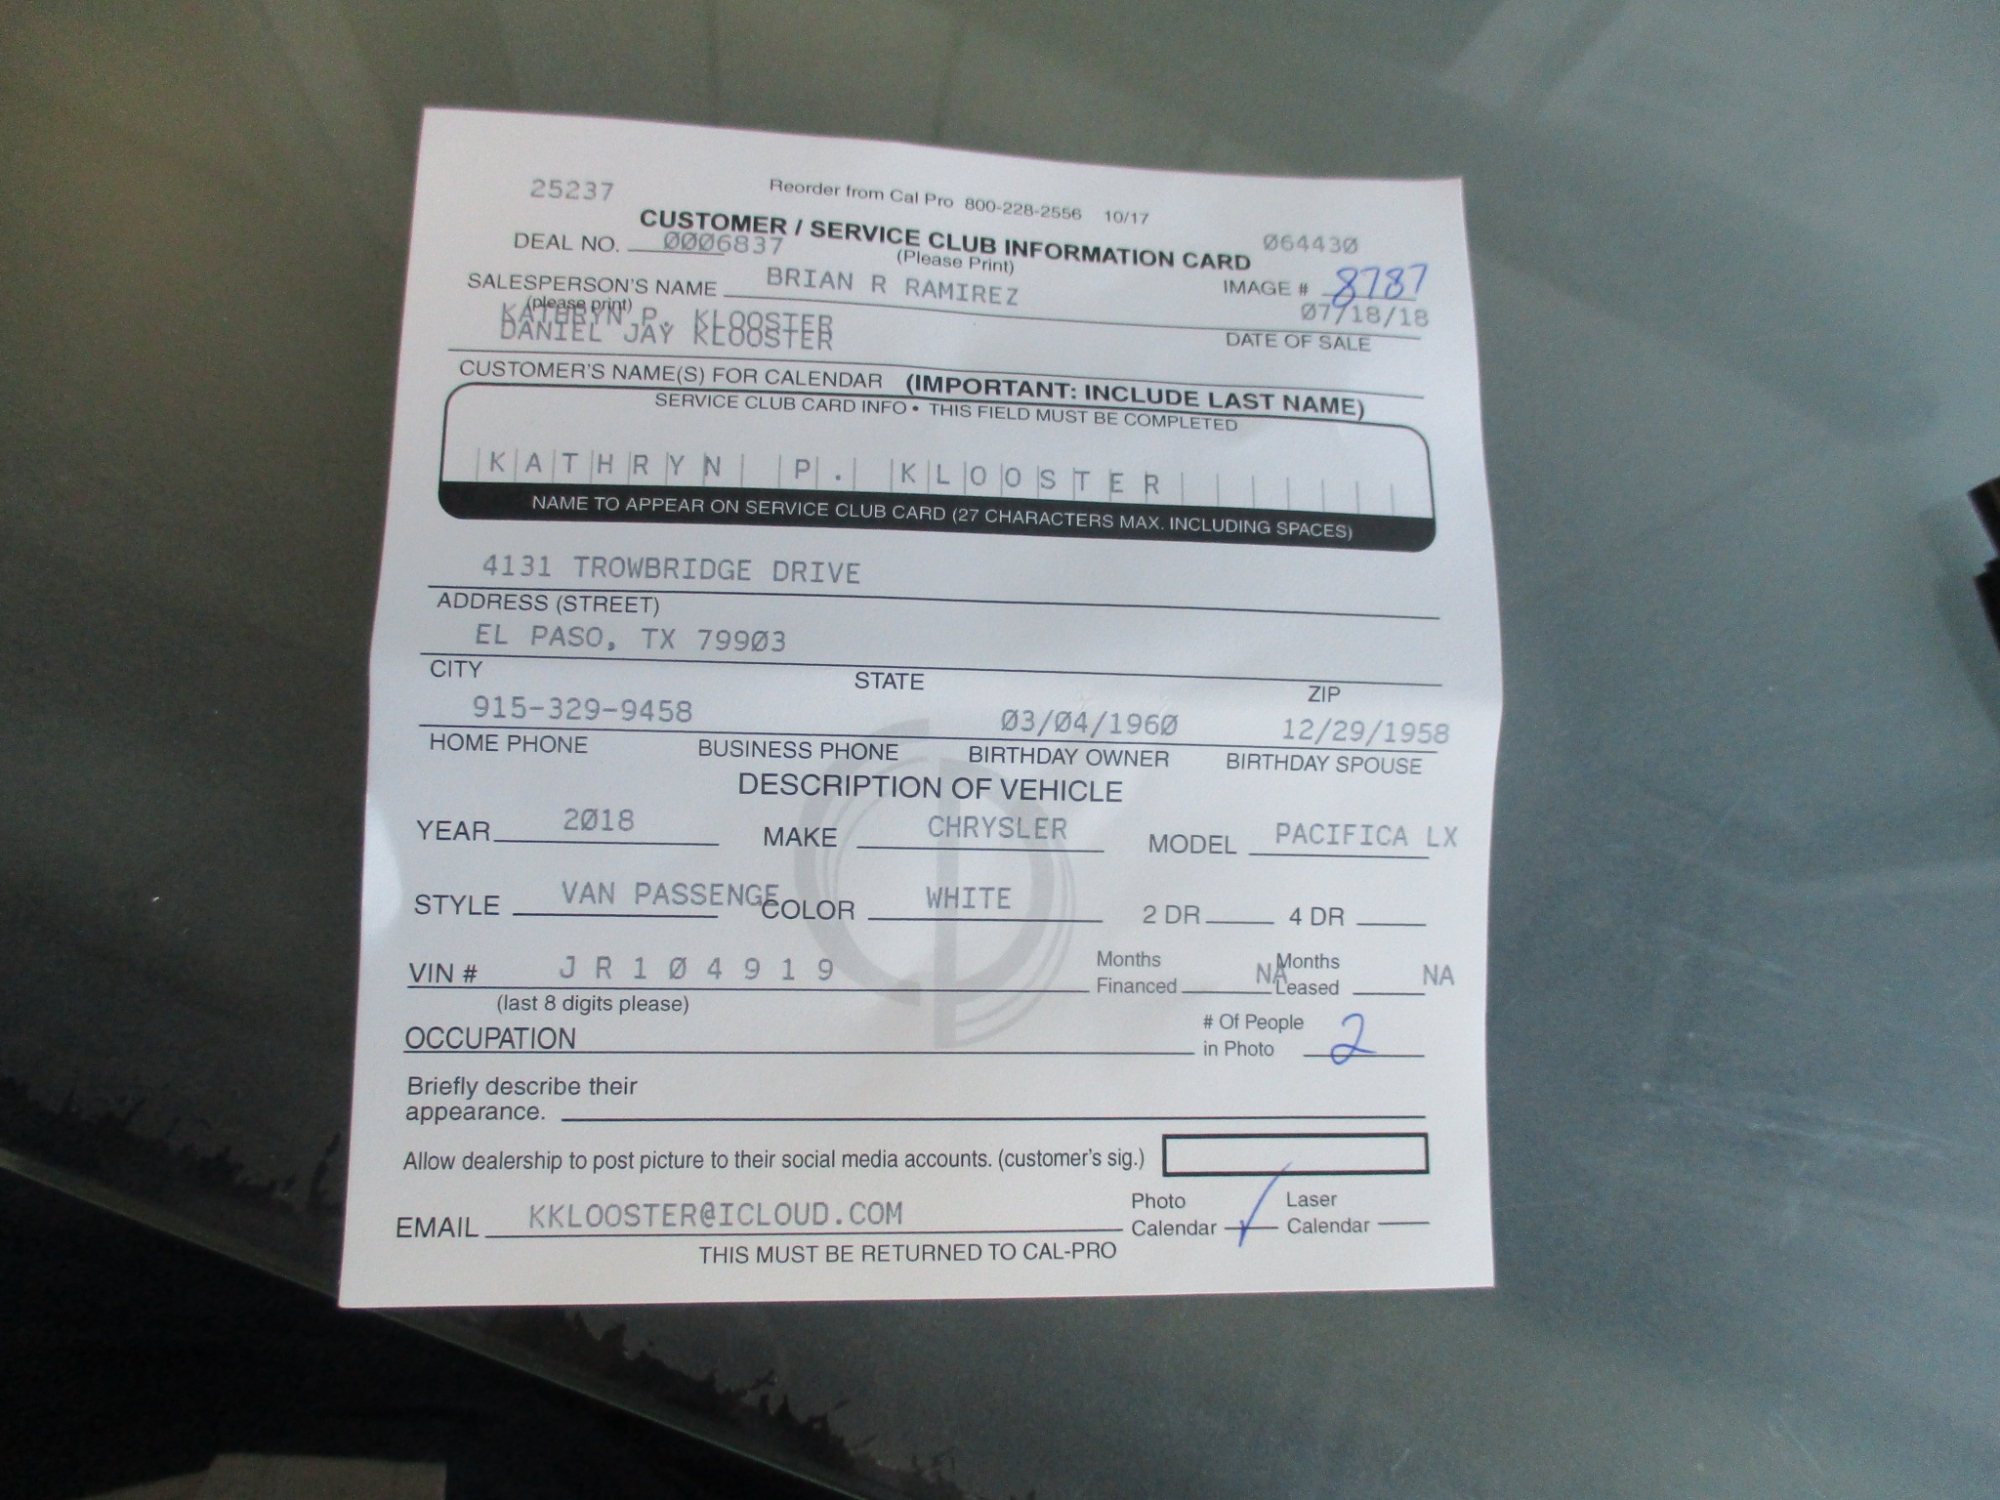 25237 Reorder from Cal Pro 800-228-2556 10/17
CUSTOMER / SERVICE CLUB INFORMATION CARD 064430
DEAL NO. 0006837 (Please Print)
SALESPERSON'S NAME BRIAN R RAMIREZ IMAGE # 8787
(please print) 07/18/18
KATHRYN P. KLOOSTER
DANIEL JAY KLOOSTER DATE OF SALE
CUSTOMER'S NAME(S) FOR CALENDAR (IMPORTANT: INCLUDE LAST NAME)
SERVICE CLUB CARD INFO • THIS FIELD MUST BE COMPLETED
KATHRYN P. KLOOSTER
NAME TO APPEAR ON SERVICE CLUB CARD (27 CHARACTERS MAX. INCLUDING SPACES)
4131 TROWBRIDGE DRIVE
ADDRESS (STREET)
EL PASO, TX 79903
CITY STATE ZIP
915-329-9458 03/04/1960 12/29/1958
HOME PHONE BUSINESS PHONE BIRTHDAY OWNER BIRTHDAY SPOUSE
DESCRIPTION OF VEHICLE
YEAR 2018 MAKE CHRYSLER MODEL PACIFICA LX
STYLE VAN PASSENGE COLOR WHITE 2 DR 4 DR
VIN # JR104919 Months Financed NA Months Leased NA
(last 8 digits please)
OCCUPATION # Of People in Photo 2
Briefly describe their
appearance.
Allow dealership to post picture to their social media accounts. (customer's sig.)
EMAIL KKLOOSTER@ICLOUD.COM Photo Calendar ✓ Laser Calendar
THIS MUST BE RETURNED TO CAL-PRO